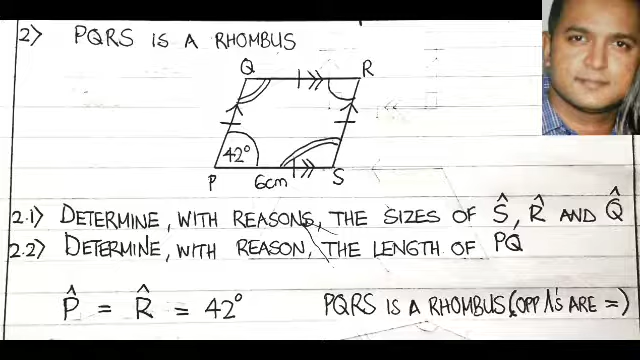 2) PQRS IS A RHOMBUS
Q R
42°
P 6cm S
2.1) DETERMINE, WITH REASONS, THE SIZES OF Ŝ, R̂ AND Q̂
2.2) DETERMINE, WITH REASON, THE LENGTH OF PQ
P̂ = R̂ = 42° PQRS IS A RHOMBUS (OPP ∧'S ARE =)